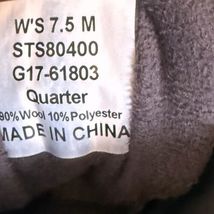 W'S 7.5 M
STS80400
G17-61803
Quarter
90% Wool 10% Polyester
MADE IN CHINA